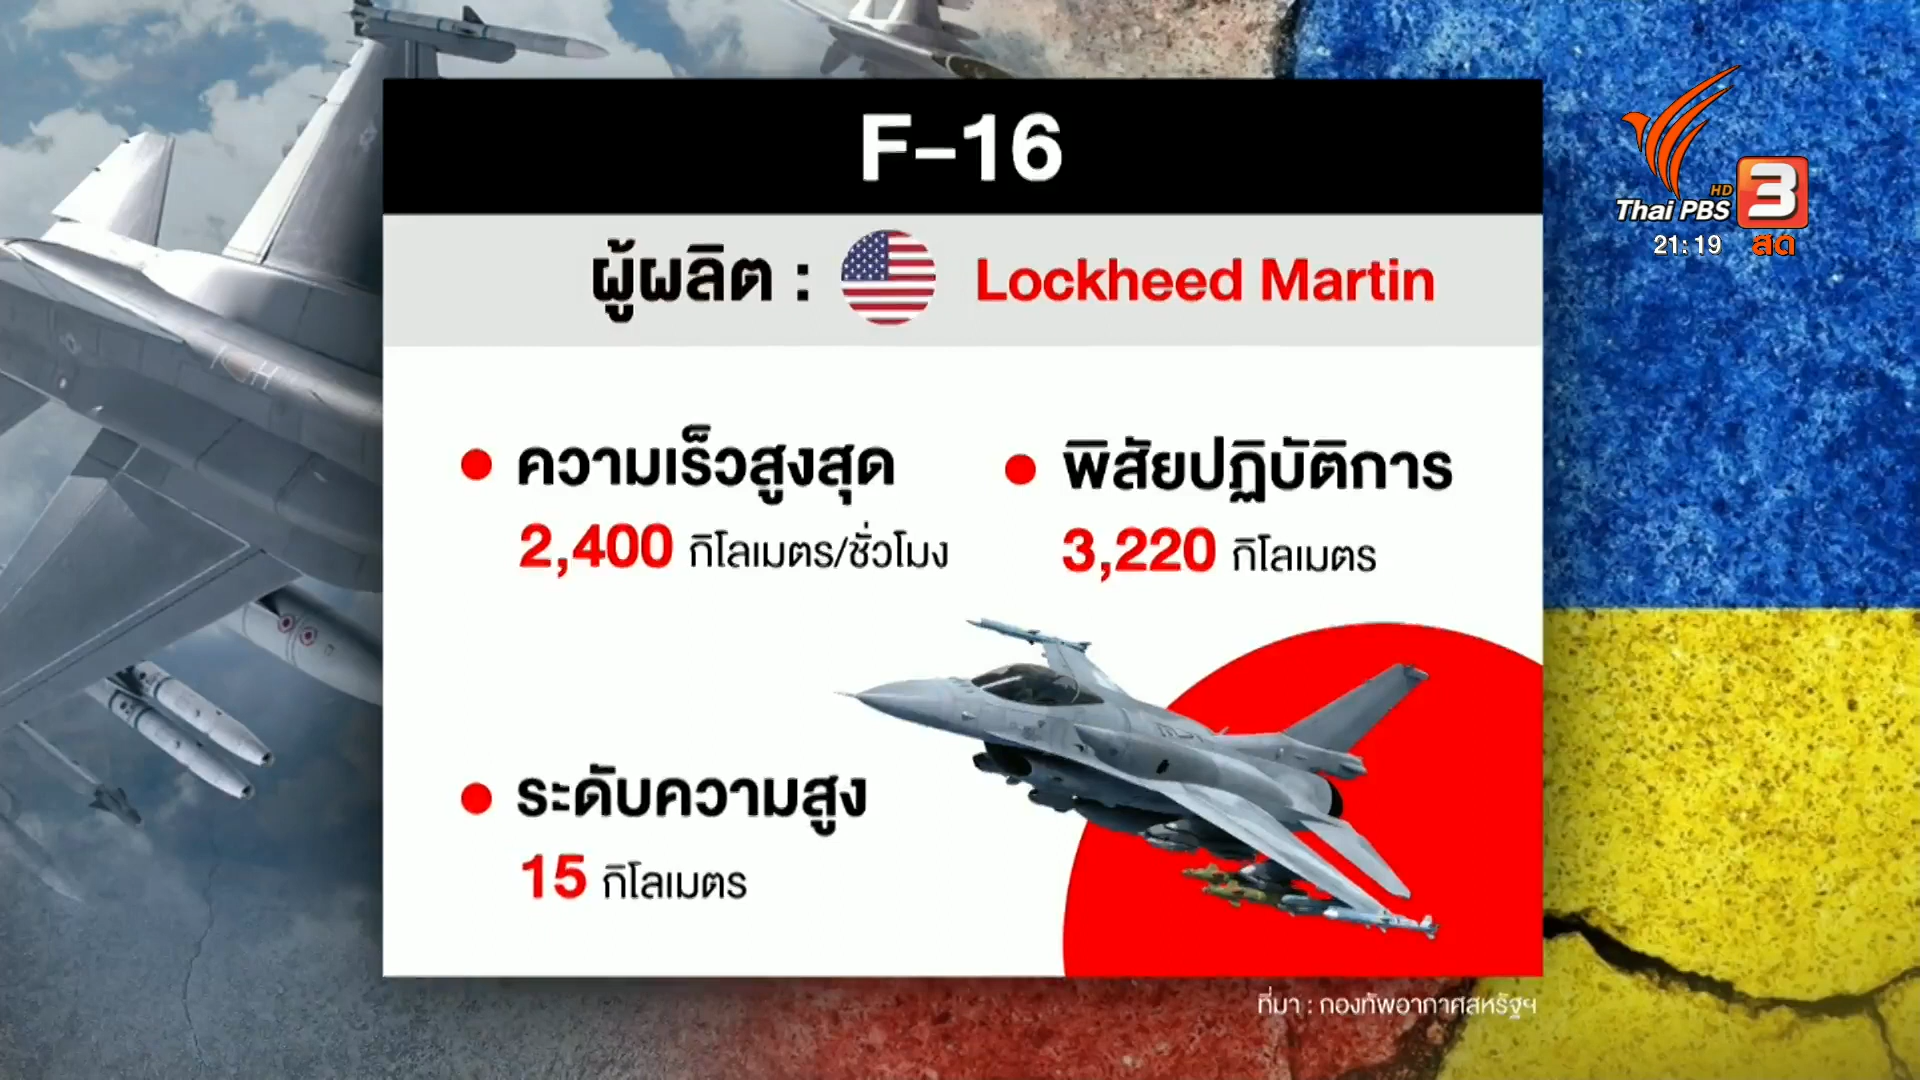 F-16
ผู้ผลิต : Lockheed Martin
ความเร็วสูงสุด
2,400 กิโลเมตร/ชั่วโมง
พิสัยปฏิบัติการ
3,220 กิโลเมตร
ระดับความสูง
15 กิโลเมตร
ที่มา : กองทัพอากาศสหรัฐฯ
HD
Thai PBS 3
21:19 สด